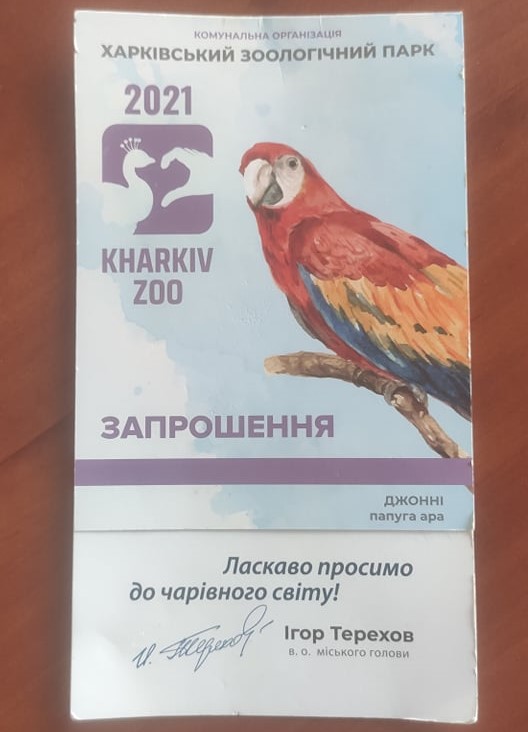 КОМУНАЛЬНА ОРГАНІЗАЦІЯ
ХАРКІВСЬКИЙ ЗООЛОГІЧНИЙ ПАРК
2021
KHARKIV
ZOO
ЗАПРОШЕННЯ
ДЖОННІ
папуга ара
Ласкаво просимо
до чарівного світу!
И. Терехов
Ігор Терехов
в. о. міського голови